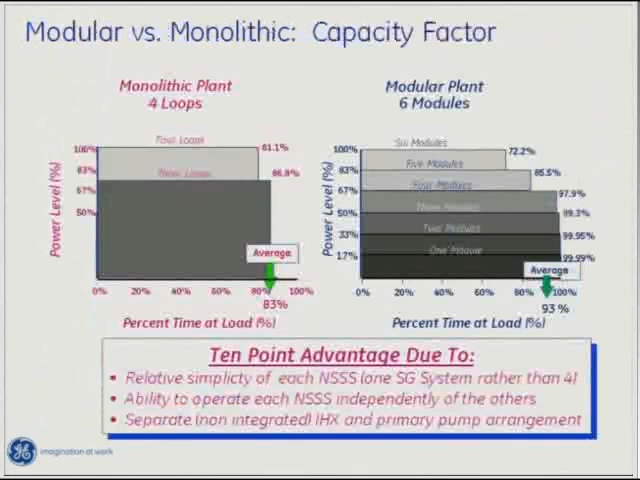 Modular vs. Monolithic: Capacity Factor
Monolithic Plant
4 Loops
Modular Plant
6 Modules
Power Level (%)
100%
83%
67%
50%
Four Loops
Three Loops
81.1%
86.8%
Average
0%
20%
40%
60%
80%
100%
83%
Percent Time at Load (%)
Power Level (%)
100%
83%
67%
50%
33%
17%
Six Modules
Five Modules
Four Modules
Three Modules
Two Modules
One Module
72.2%
97.9%
99.95%
99.99%
Average
0%
20%
40%
60%
80%
100%
93 %
Percent Time at Load (%)
Ten Point Advantage Due To:
• Relative simplicty of each NSSS (one SG System rather than 4)
• Ability to operate each NSSS independently of the others
• Separate (non integrated) IHX and primary pump arrangement
imagination at work